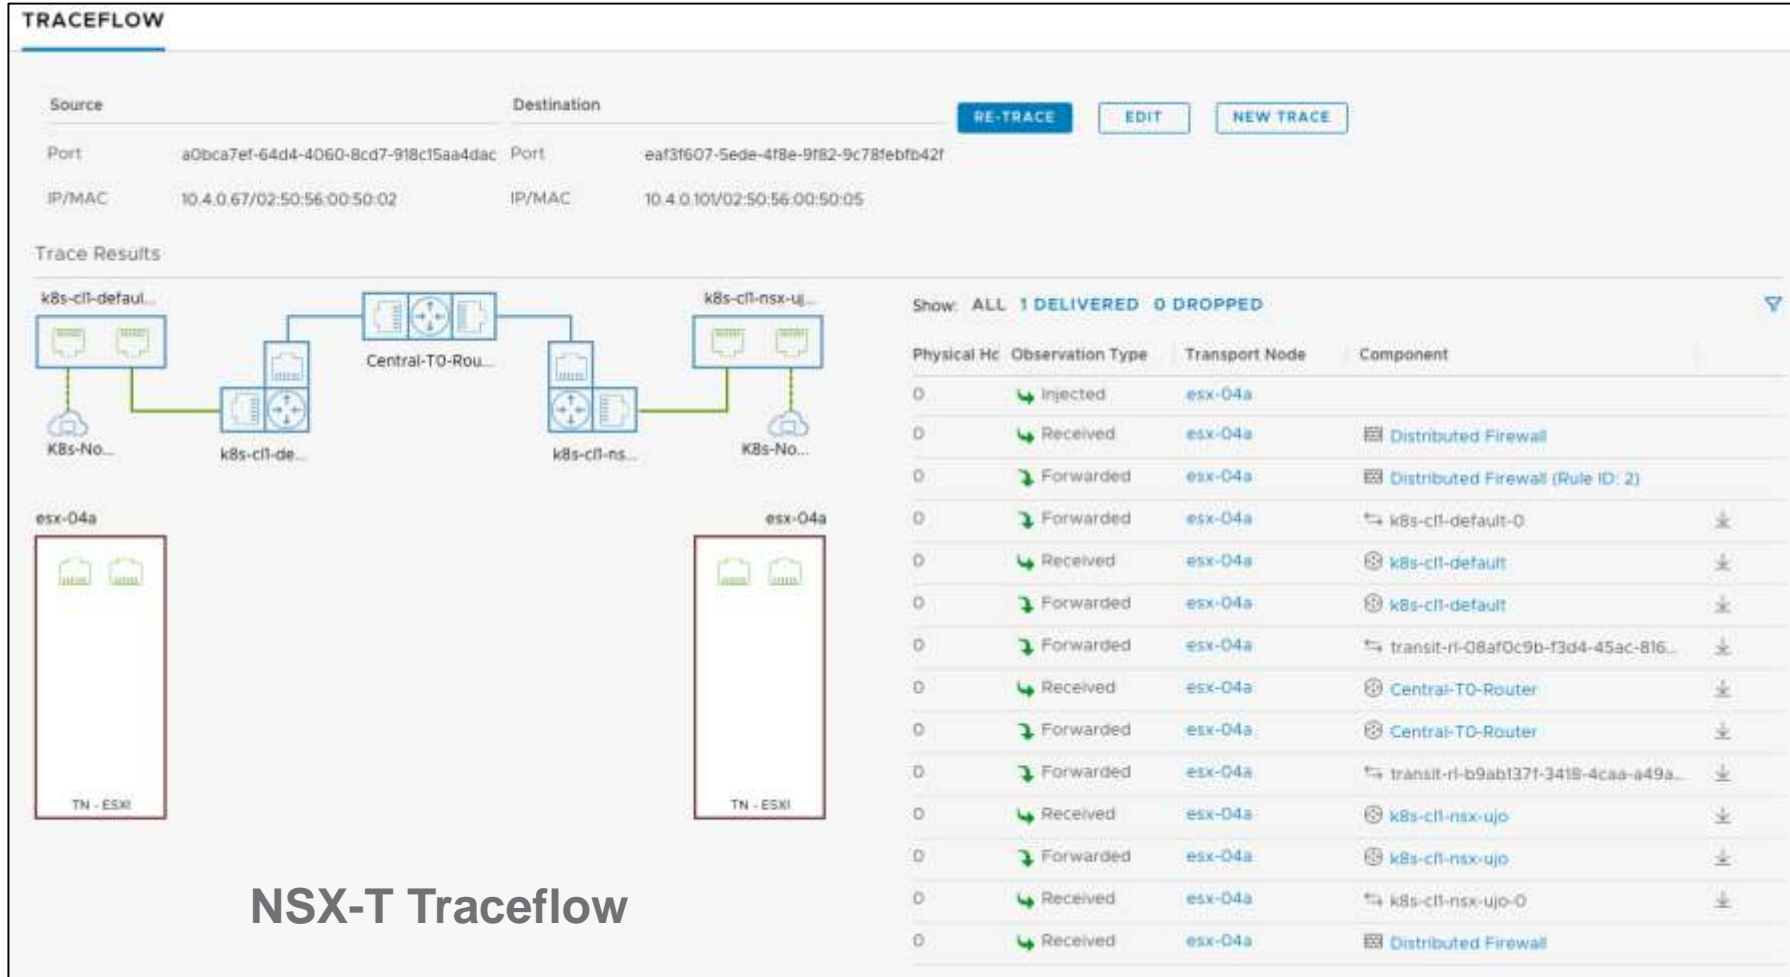 TRACEFLOW
Source
Destination
RE-TRACE
EDIT
NEW TRACE
Port a0bca7ef-64d4-4060-8cd7-918c15aa4dac Port eaf3f607-5ede-4f8e-9f82-9c78febfb42f
IP/MAC 10.4.0.67/02:50:56:00:50:02 IP/MAC 10.4.0.101/02:50:56:00:50:05
Trace Results
k8s-cl1-defaul...
k8s-cl1-nsx-uj...
Central-T0-Rou...
K8s-No...
k8s-cl1-de...
k8s-cl1-ns...
K8s-No...
esx-04a
esx-04a
TN - ESXI
TN - ESXI
NSX-T Traceflow
Show: ALL 1 DELIVERED 0 DROPPED
Physical Hc Observation Type Transport Node Component
0 Injected esx-04a
0 Received esx-04a Distributed Firewall
0 Forwarded esx-04a Distributed Firewall (Rule ID: 2)
0 Forwarded esx-04a k8s-cl1-default-0
0 Received esx-04a k8s-cl1-default
0 Forwarded esx-04a k8s-cl1-default
0 Forwarded esx-04a transit-rl-08af0c9b-f3d4-45ac-816...
0 Received esx-04a Central-T0-Router
0 Forwarded esx-04a Central-T0-Router
0 Forwarded esx-04a transit-rl-b9ab137f-3418-4caa-a49a...
0 Received esx-04a k8s-cl1-nsx-ujo
0 Forwarded esx-04a k8s-cl1-nsx-ujo
0 Received esx-04a k8s-cl1-nsx-ujo-0
0 Received esx-04a Distributed Firewall